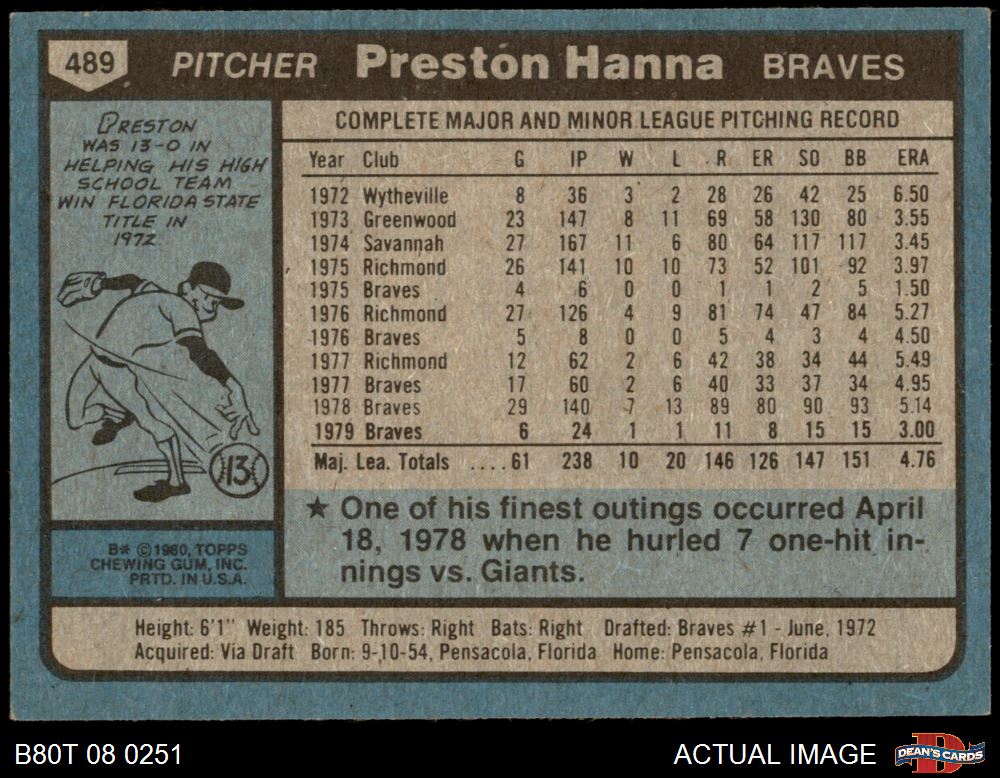 489 PITCHER Preston Hanna BRAVES
PRESTON
WAS 13-0 IN
HELPING HIS HIGH
SCHOOL TEAM
WIN FLORIDA STATE
TITLE IN
1972.
13
B* © 1980, TOPPS
CHEWING GUM, INC.
PRTD. IN U.S.A.
COMPLETE MAJOR AND MINOR LEAGUE PITCHING RECORD
Year Club G IP W L R ER SO BB ERA
1972 Wytheville 8 36 3 2 28 26 42 25 6.50
1973 Greenwood 23 147 8 11 69 58 130 80 3.55
1974 Savannah 27 167 11 6 80 64 117 117 3.45
1975 Richmond 26 141 10 10 73 52 101 92 3.97
1975 Braves 4 6 0 0 1 1 2 5 1.50
1976 Richmond 27 126 4 9 81 74 47 84 5.27
1976 Braves 5 8 0 0 5 4 3 4 4.50
1977 Richmond 12 62 2 6 42 38 34 44 5.49
1977 Braves 17 60 2 6 40 33 37 34 4.95
1978 Braves 29 140 7 13 89 80 90 93 5.14
1979 Braves 6 24 1 1 11 8 15 15 3.00
Maj. Lea. Totals ....61 238 10 20 146 126 147 151 4.76
★ One of his finest outings occurred April
18, 1978 when he hurled 7 one-hit in-
nings vs. Giants.
Height: 6'1" Weight: 185 Throws: Right Bats: Right Drafted: Braves #1 - June, 1972
Acquired: Via Draft Born: 9-10-54, Pensacola, Florida Home: Pensacola, Florida
B80T 08 0251 ACTUAL IMAGE DEAN'S CARDS